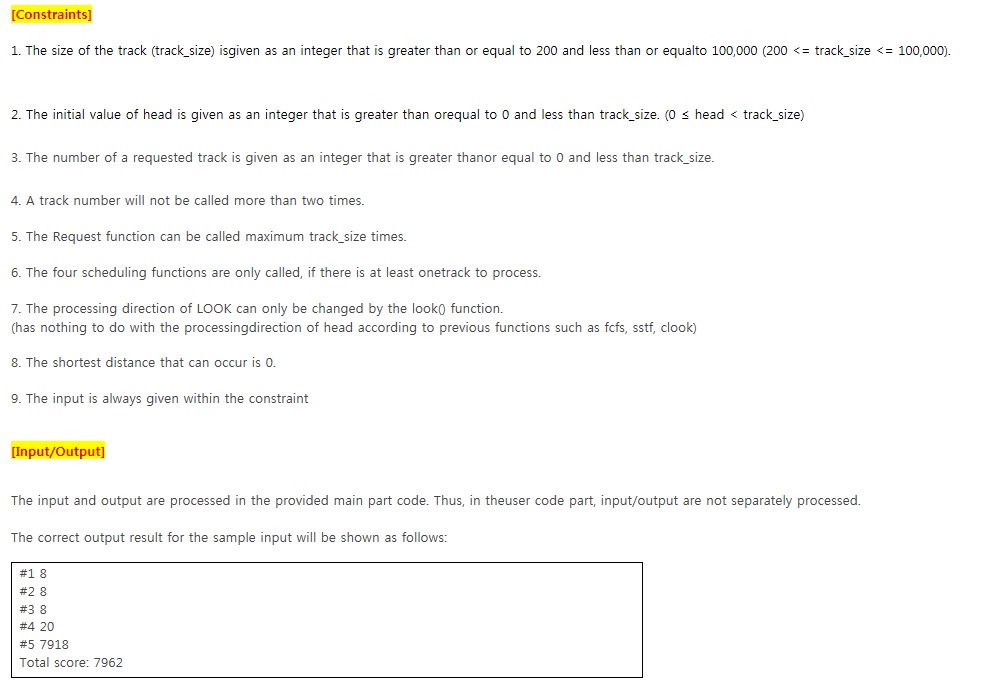 [Constraints]
1. The size of the track (track_size) isgiven as an integer that is greater than or equal to 200 and less than or equalto 100,000 (200 <= track_size <= 100,000).
2. The initial value of head is given as an integer that is greater than orequal to 0 and less than track_size. (0 ≤ head < track_size)
3. The number of a requested track is given as an integer that is greater thanor equal to 0 and less than track_size.
4. A track number will not be called more than two times.
5. The Request function can be called maximum track_size times.
6. The four scheduling functions are only called, if there is at least onetrack to process.
7. The processing direction of LOOK can only be changed by the look() function.
(has nothing to do with the processingdirection of head according to previous functions such as fcfs, sstf, clook)
8. The shortest distance that can occur is 0.
9. The input is always given within the constraint
[Input/Output]
The input and output are processed in the provided main part code. Thus, in theuser code part, input/output are not separately processed.
The correct output result for the sample input will be shown as follows:
#1 8
#2 8
#3 8
#4 20
#5 7918
Total score: 7962